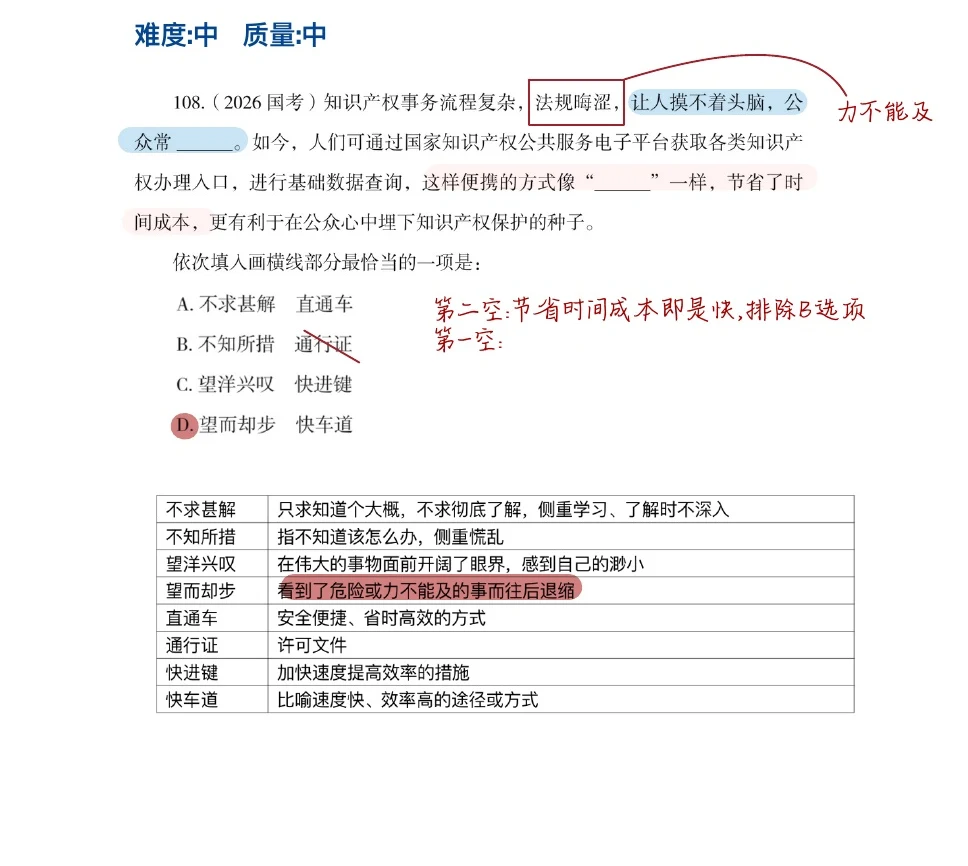 难度:中 质量:中
108.（2026 国考）知识产权事务流程复杂，法规晦涩，让人摸不着头脑，公
力不能及
众常 ______。如今，人们可通过国家知识产权公共服务电子平台获取各类知识产
权办理入口，进行基础数据查询，这样便携的方式像“______”一样，节省了时
间成本，更有利于在公众心中埋下知识产权保护的种子。
依次填入画横线部分最恰当的一项是：
A. 不求甚解 直通车
B. 不知所措 通行证
C. 望洋兴叹 快进键
D. 望而却步 快车道
第二空:节省时间成本即是快,排除B选项
第一空:
不求甚解 只求知道个大概，不求彻底了解，侧重学习、了解时不深入
不知所措 指不知道该怎么办，侧重慌乱
望洋兴叹 在伟大的事物面前开阔了眼界，感到自己的渺小
望而却步 看到了危险或力不能及的事而往后退缩
直通车 安全便捷、省时高效的方式
通行证 许可文件
快进键 加快速度提高效率的措施
快车道 比喻速度快、效率高的途径或方式